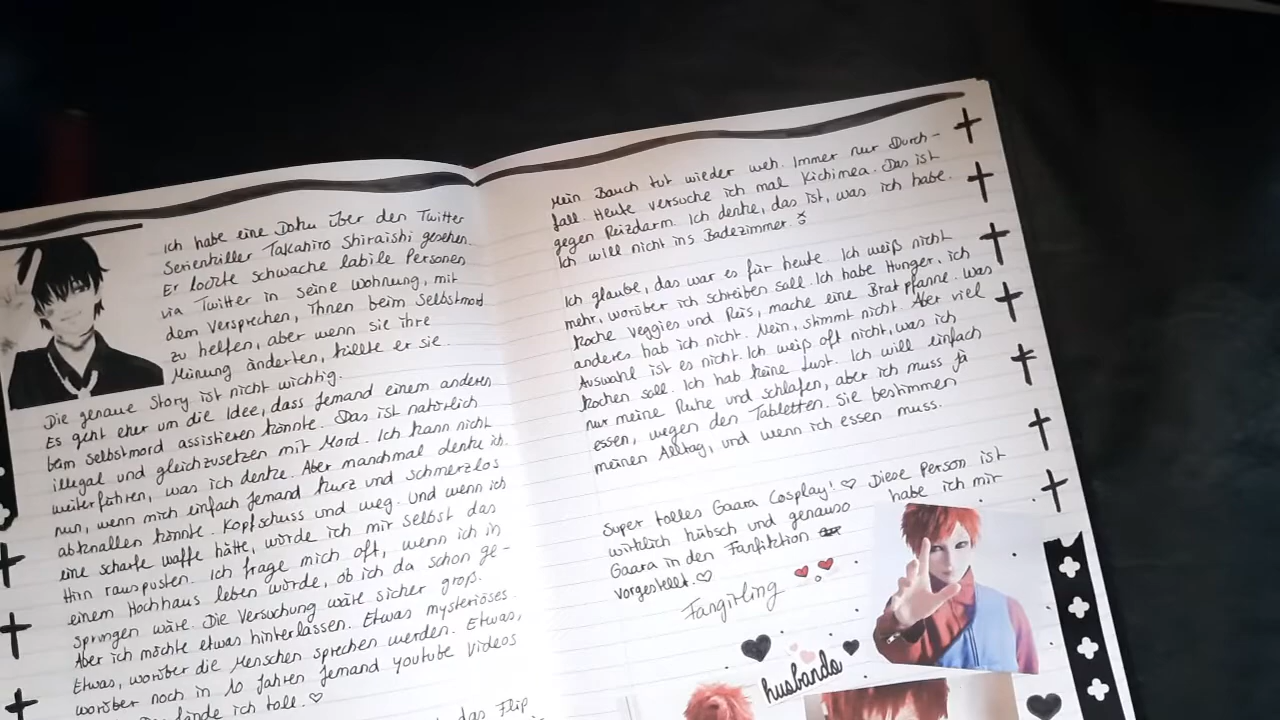 Ich habe eine Doku über den Twitter
Serienkiller Takahiro Shiraishi gesehen.
Er lockte schwache labile Personen
via Twitter in seine wohnung, mit
dem Versprechen, Ihnen beim Selbstmord
zu helfen, aber wenn sie ihre
Meinung änderten, killte er sie.
Die genaue Story ist nicht wichtig.
Es geht eher um die Idee, dass Jemand einem anderen
beim selbstmord assistieren könnte. Das ist natürlich
illegal und gleichzusetzen mit Mord. Ich kann nicht
weiterführen, was ich denke. Aber manchmal denke ich
nun, wenn mich einfach Jemand kurz und schmerzlos
abknallen könnte. Kopfschuss und weg. Und wenn ich
eine scharfe waffe hätte, würde ich mir selbst das
Hirn rauspusten. Ich frage mich oft, wenn ich in
einem Hochhaus leben würde, ob ich da schon ge-
sprungen wäre. Die Versuchung wäre sicher groß.
Aber ich möchte etwas hinterlassen. Etwas mysteriöses.
Etwas, worüber die Menschen sprechen werden. Etwas,
worüber noch in 10 Jahren Jemand youtube videos
fände ich toll. ♡
das Flip
Mein Bauch tut wieder weh. Immer nur Durch-
fall. Heute versuche ich mal Kichimea. Das ist
gegen Reizdarm. Ich denke, das ist, was ich habe.
Ich will nicht ins Badezimmer.
Ich glaube, das war es für heute. Ich weiß nicht
mehr, worüber ich schreiben soll. Ich habe Hunger, ich
koche Veggies und Reis, mache eine Bratpfanne. Was
anderes hab ich nicht. Nein, stimmt nicht. Aber viel
Auswahl ist es nicht. Ich weiß oft nicht, was ich
kochen soll. Ich hab keine Lust. Ich will einfach
nur meine Ruhe und schlafen, aber ich muss ja
essen, wegen den Tabletten. Sie bestimmen
meinen Alltag, und wenn ich essen muss.
Super tolles Gaara Cosplay! ♡ Diese Person ist
wirklich hübsch und genauso habe ich mir
Gaara in den Fanfiktion
vorgestellt. ♡
Fangirling
husbando